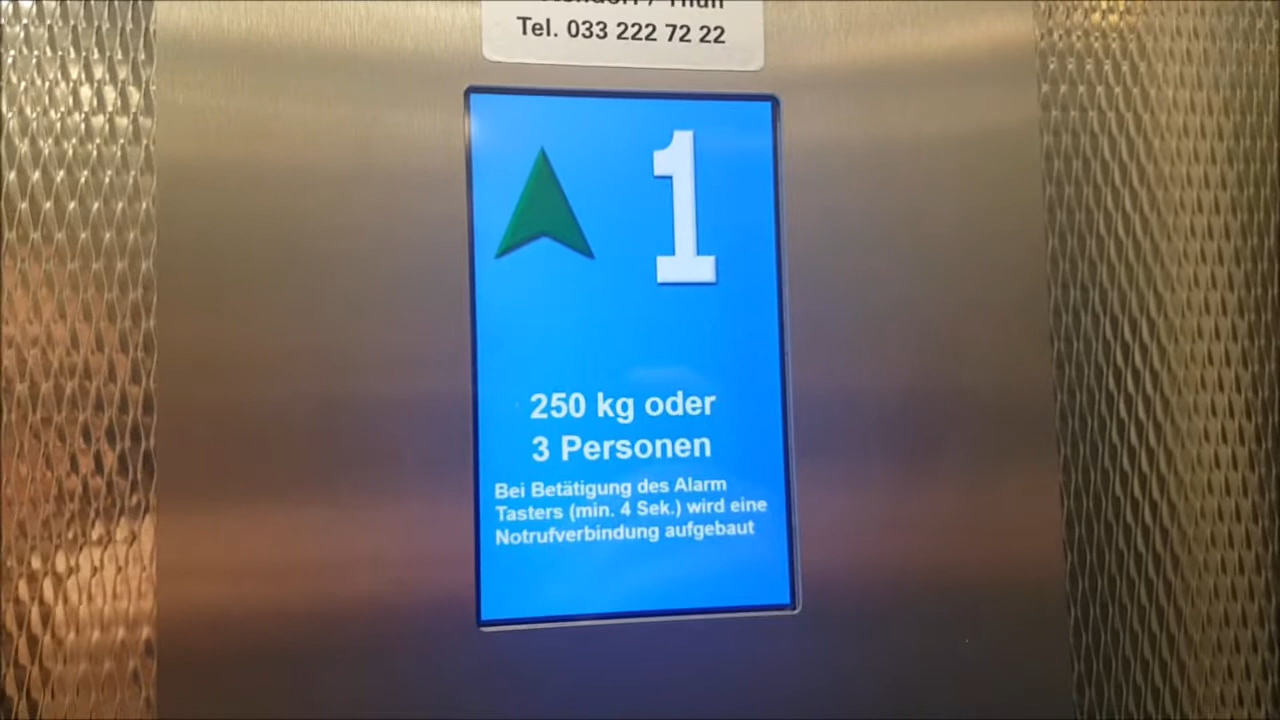 / Thun
Tel. 033 222 72 22
1
250 kg oder
3 Personen
Bei Betätigung des Alarm
Tasters (min. 4 Sek.) wird eine
Notrufverbindung aufgebaut